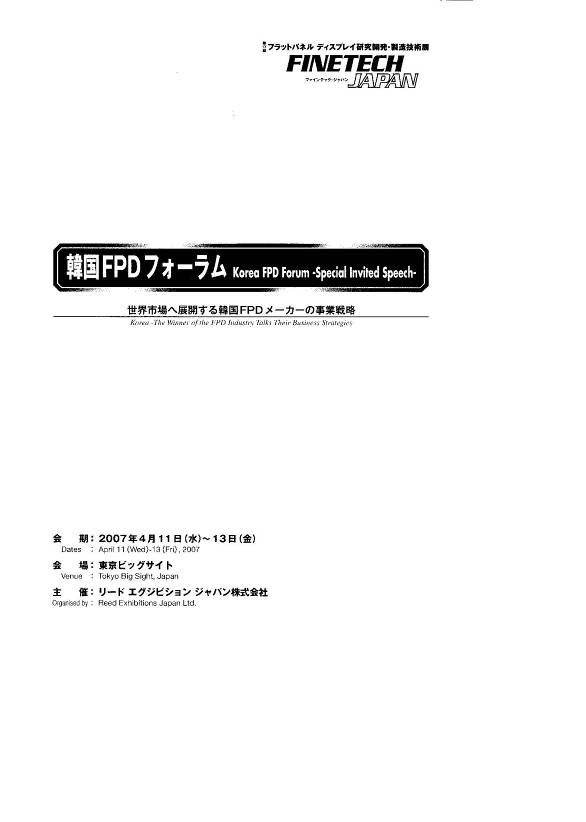 フラットパネル ディスプレイ研究開発・製造技術展
FINETECH
ファインテック・ジャパン JAPAN
韓国FPDフォーラム Korea FPD Forum -Special Invited Speech-
世界市場へ展開する韓国FPDメーカーの事業戦略
Korea -The Winner of the FPD Industry Talks Their Business Strategies
会 期：2007年4月11日(水)～13日(金)
Dates : April 11 (Wed)-13 (Fri), 2007
会 場：東京ビッグサイト
Venue : Tokyo Big Sight, Japan
主 催：リード エグジビション ジャパン株式会社
Organised by : Reed Exhibitions Japan Ltd.